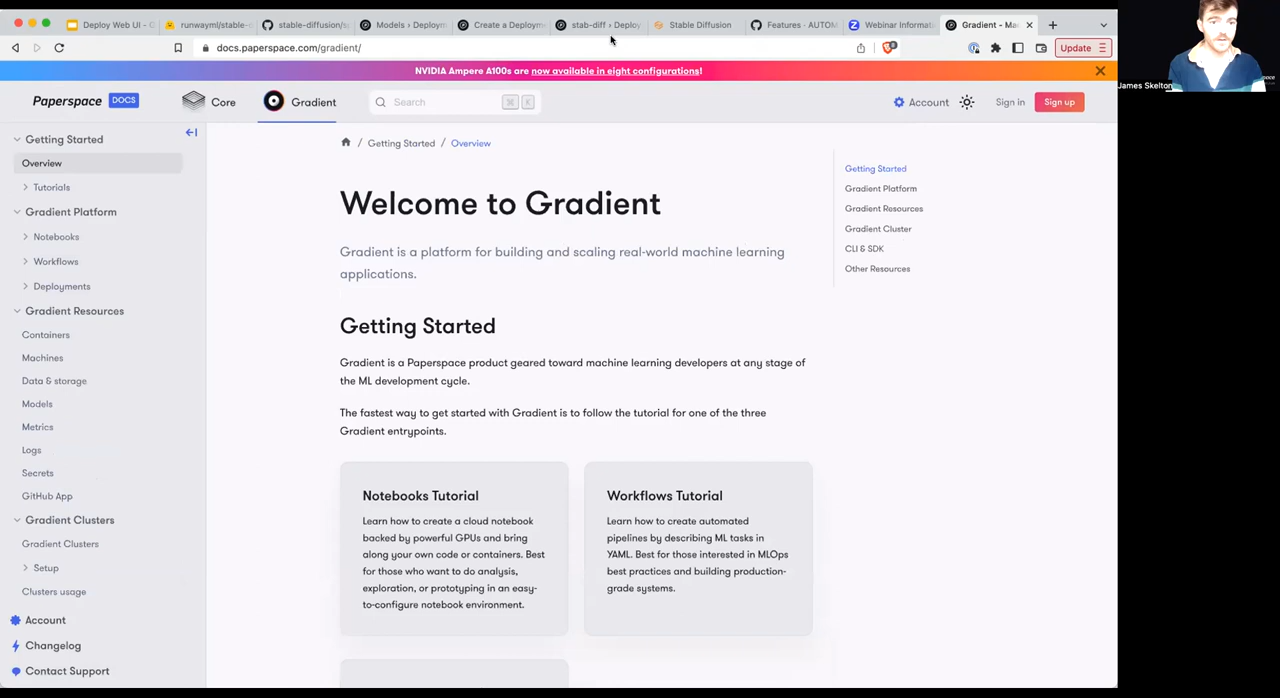 Deploy Web UI - G
runwayml/stable-
stable-diffusion/s
Models › Deploym
Create a Deploym
stab-diff › Deploy
Stable Diffusion
Features · AUTOM
Webinar Informati
Gradient - Ma
docs.paperspace.com/gradient/
Update
James Skelton
NVIDIA Ampere A100s are now available in eight configurations!
Paperspace DOCS
Core
Gradient
Search
⌘ K
Account
Sign in
Sign up
Getting Started
Overview
Tutorials
Gradient Platform
Notebooks
Workflows
Deployments
Gradient Resources
Containers
Machines
Data & storage
Models
Metrics
Logs
Secrets
GitHub App
Gradient Clusters
Gradient Clusters
Setup
Clusters usage
Account
Changelog
Contact Support
/ Getting Started / Overview
Welcome to Gradient
Gradient is a platform for building and scaling real-world machine learning
applications.
Getting Started
Gradient is a Paperspace product geared toward machine learning developers at any stage of
the ML development cycle.
The fastest way to get started with Gradient is to follow the tutorial for one of the three
Gradient entrypoints.
Notebooks Tutorial
Learn how to create a cloud notebook
backed by powerful GPUs and bring
along your own code or containers. Best
for those who want to do analysis,
exploration, or prototyping in an easy-
to-configure notebook environment.
Workflows Tutorial
Learn how to create automated
pipelines by describing ML tasks in
YAML. Best for those interested in MLOps
best practices and building production-
grade systems.
Getting Started
Gradient Platform
Gradient Resources
Gradient Cluster
CLI & SDK
Other Resources